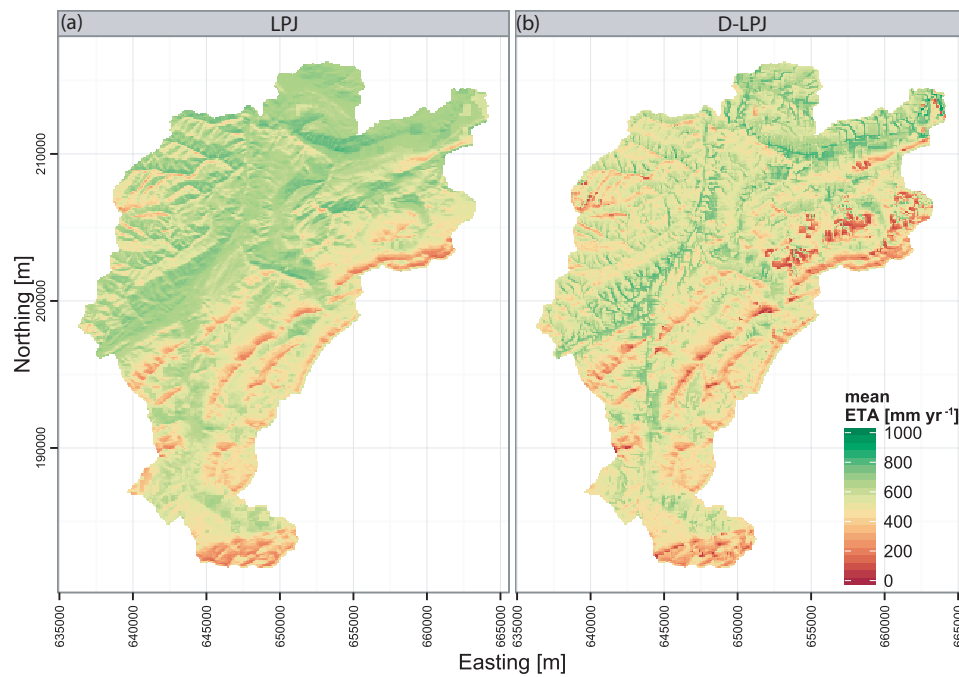 (a) LPJ
(b) D-LPJ
Northing [m]
210000
200000
190000
mean
ETA [mm yr⁻¹]
1000
800
600
400
200
0
635000 640000 645000 650000 655000 660000 665000
635000 640000 645000 650000 655000 660000 665000
Easting [m]